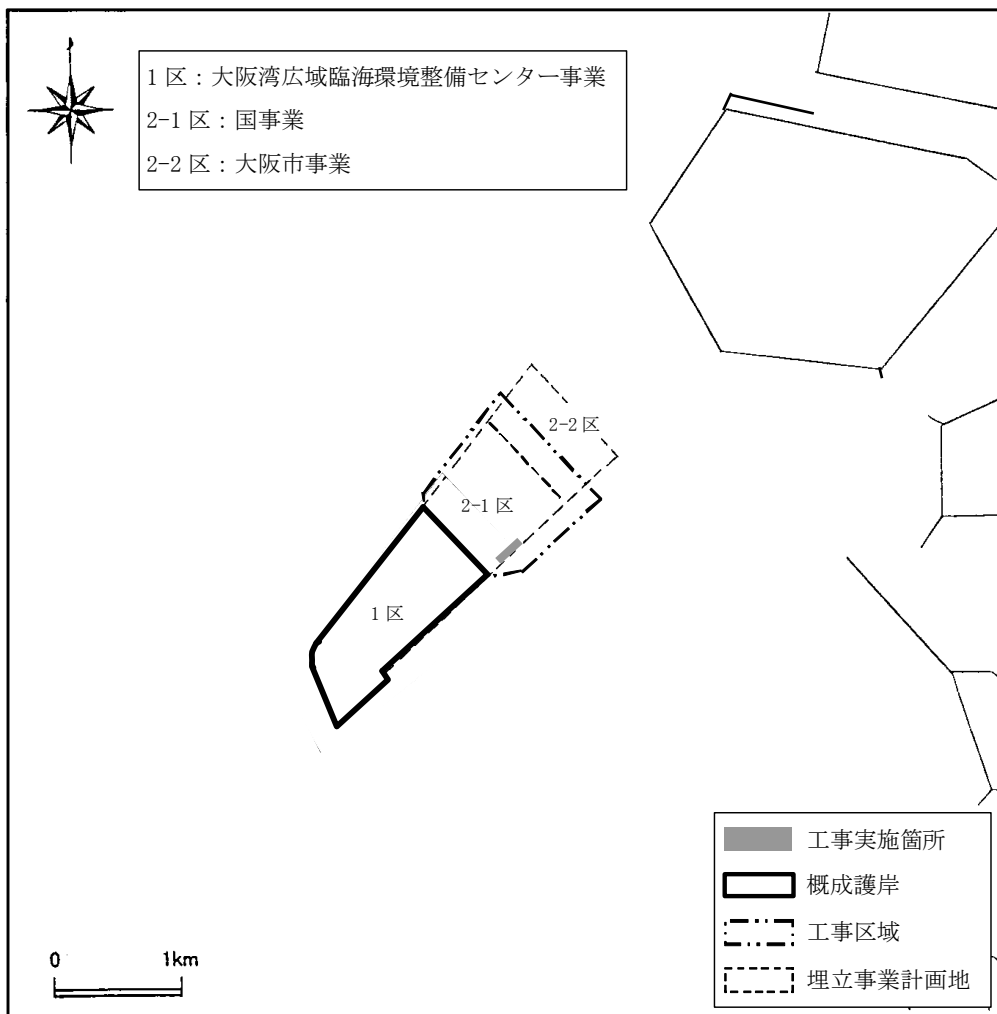 1区：大阪湾広域臨海環境整備センター事業
2-1区：国事業
2-2区：大阪市事業
2-2区
2-1区
1区
工事実施箇所
概成護岸
工事区域
埋立事業計画地
0 1km